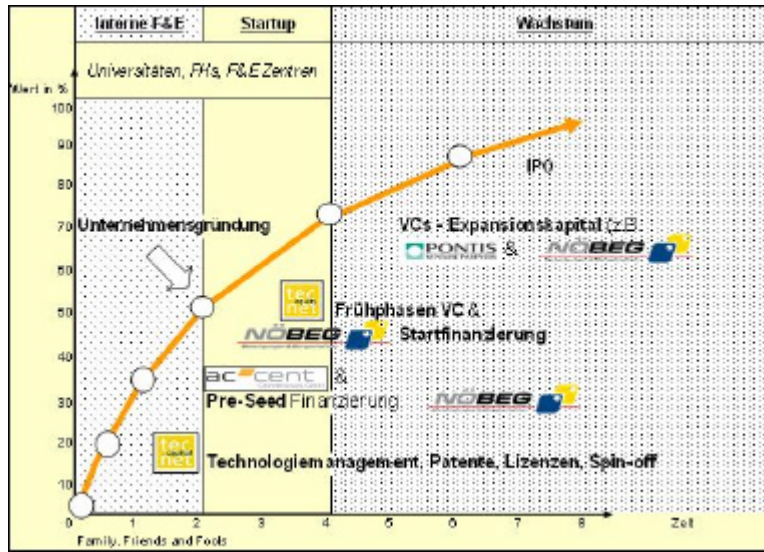 Interne F&E Startup Wachstum
Universitäten, FHs, F&E Zentren
Wert in %
100
90
80
70
60
50
40
30
20
10
IPO
Unternehmensgründung
VCs - Expansionskapital (z.B.
PONTIS & NÖBEG
tec
net
Frühphasen VC &
NÖBEG Startfinanzierung
ac cent &
Pre-Seed Finanzierung NÖBEG
tec
capital
net
Technologiemanagement, Patente, Lizenzen, Spin-off
0 1 2 3 4 5 6 7 8 Zeit
Family, Friends and Fools